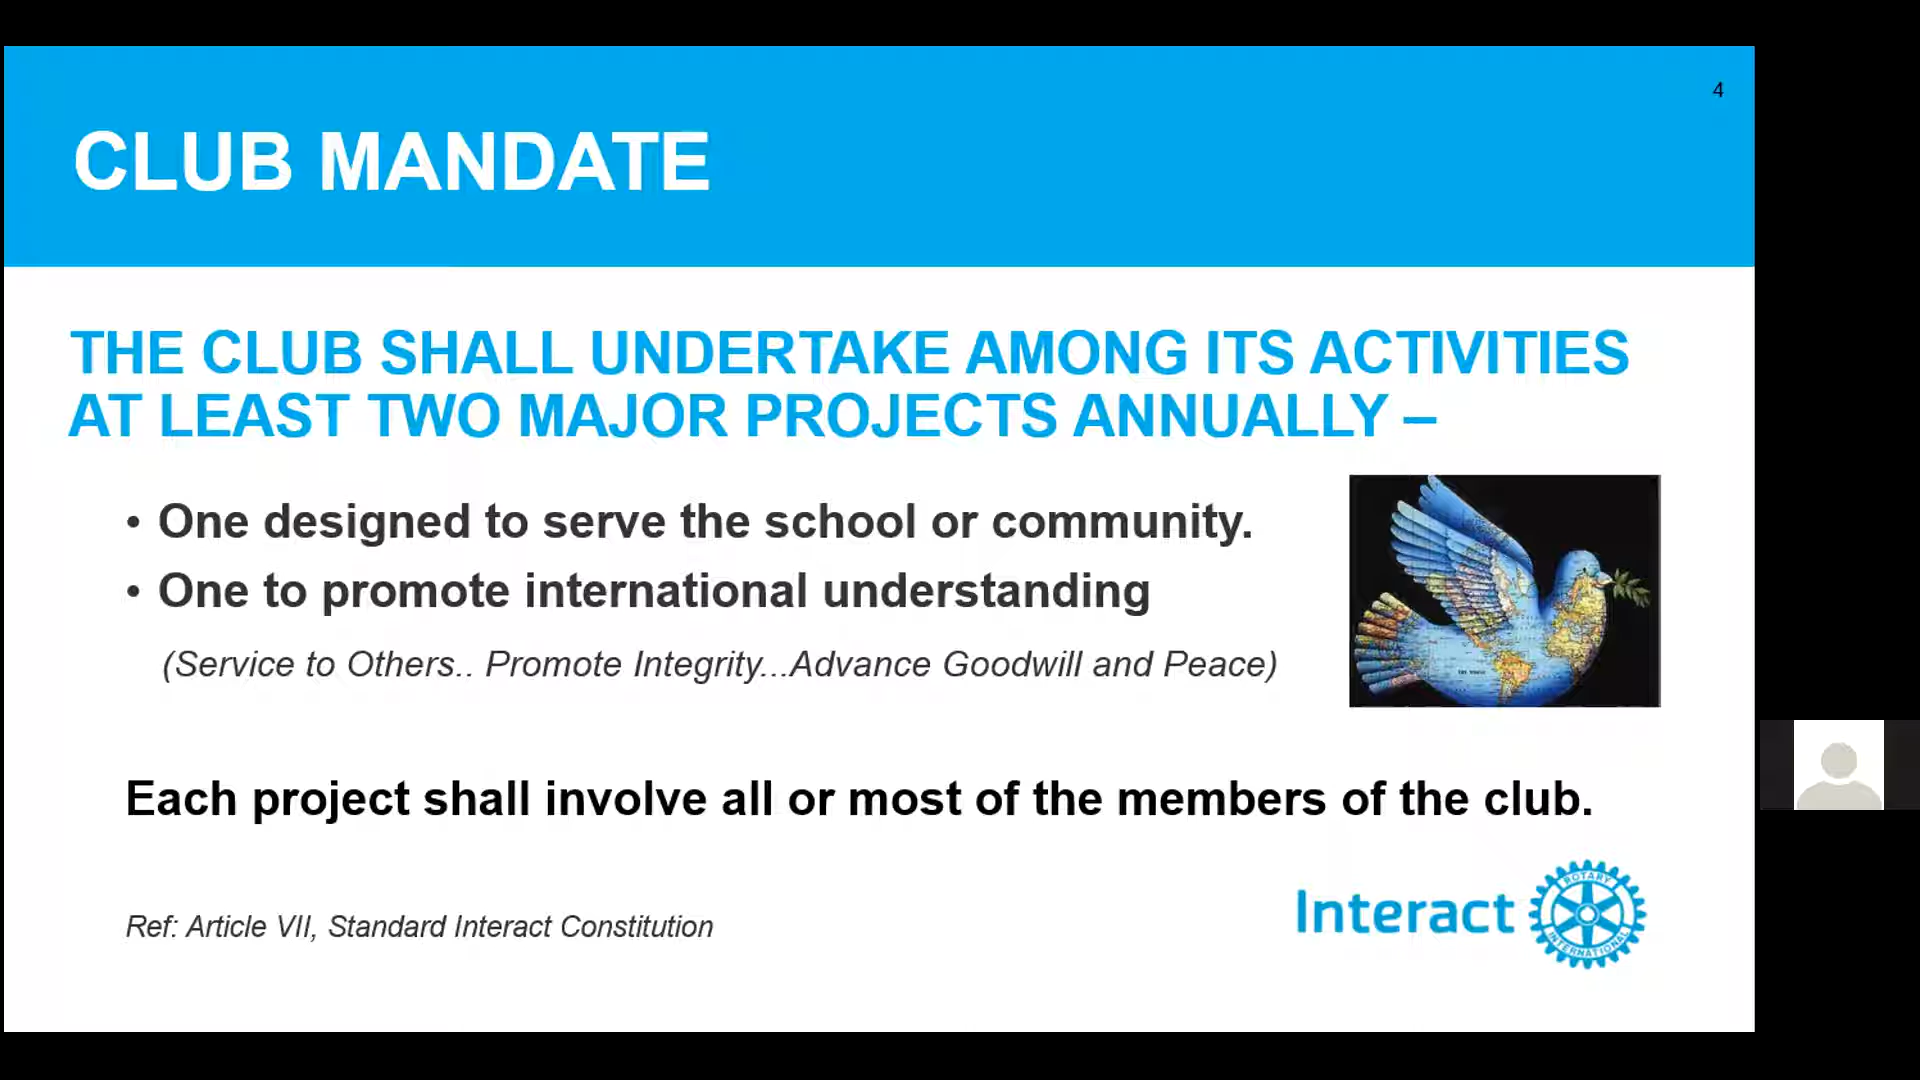 4
CLUB MANDATE
THE CLUB SHALL UNDERTAKE AMONG ITS ACTIVITIES
AT LEAST TWO MAJOR PROJECTS ANNUALLY –
• One designed to serve the school or community.
• One to promote international understanding
(Service to Others.. Promote Integrity...Advance Goodwill and Peace)
Each project shall involve all or most of the members of the club.
Ref: Article VII, Standard Interact Constitution
Interact
ROTARY
INTERNATIONAL